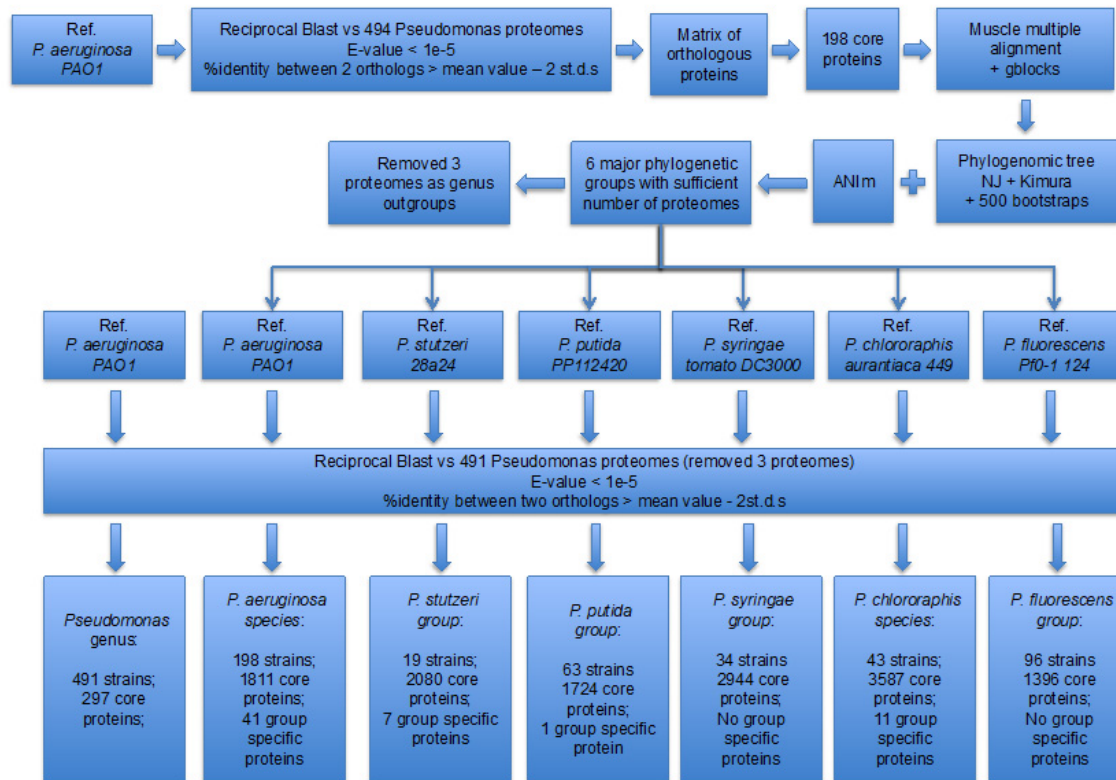 Ref.
P. aeruginosa
PAO1
Reciprocal Blast vs 494 Pseudomonas proteomes
E-value < 1e-5
%identity between 2 orthologs > mean value – 2 st.d.s
Matrix of
orthologous
proteins
198 core
proteins
Muscle multiple
alignment
+ gblocks
Removed 3
proteomes as genus
outgroups
6 major phylogenetic
groups with sufficient
number of proteomes
ANIm
Phylogenomic tree
NJ + Kimura
+ 500 bootstraps
Ref.
P. aeruginosa
PAO1
Ref.
P. aeruginosa
PAO1
Ref.
P. stutzeri
28a24
Ref.
P. putida
PP112420
Ref.
P. syringae
tomato DC3000
Ref.
P. chlororaphis
aurantiaca 449
Ref.
P. fluorescens
Pf0-1 124
Reciprocal Blast vs 491 Pseudomonas proteomes (removed 3 proteomes)
E-value < 1e-5
%identity between two orthologs > mean value - 2st.d.s
Pseudomonas
genus:
491 strains;
297 core
proteins;
P. aeruginosa
species:
198 strains;
1811 core
proteins;
41 group
specific
proteins
P. stutzeri
group:
19 strains;
2080 core
proteins;
7 group specific
proteins
P. putida
group:
63 strains
1724 core
proteins;
1 group specific
protein
P. syringae
group:
34 strains
2944 core
proteins;
No group
specific
proteins
P. chlororaphis
species:
43 strains;
3587 core
proteins;
11 group
specific
proteins
P. fluorescens
group:
96 strains
1396 core
proteins;
No group
specific
proteins